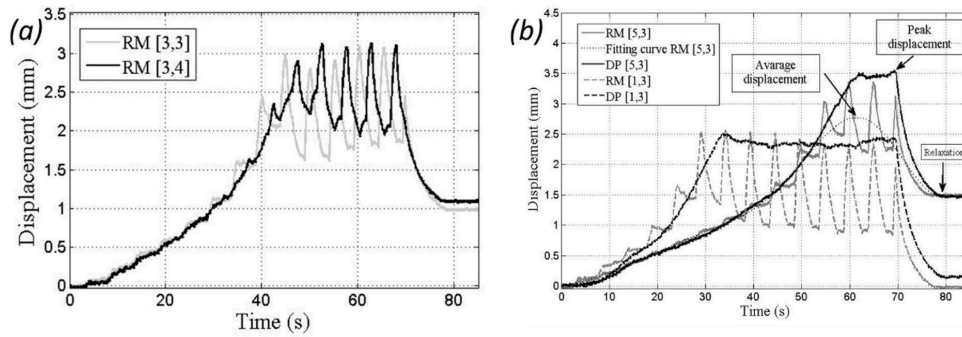 (a)
RM [3,3]
RM [3,4]
Displacement (mm)
3.5
3
2.5
2
1.5
1
0.5
0
0 20 40 60 80
Time (s)
(b)
RM [5,3]
Fitting curve RM [5,3]
DP [5,3]
RM [1,3]
DP [1,3]
Peak
displacement
Avarage
displacement
Relaxation
Displacement (mm)
4.5
4
3.5
3
2.5
2
1.5
1
0.5
0
0 10 20 30 40 50 60 70 80
Time (s)